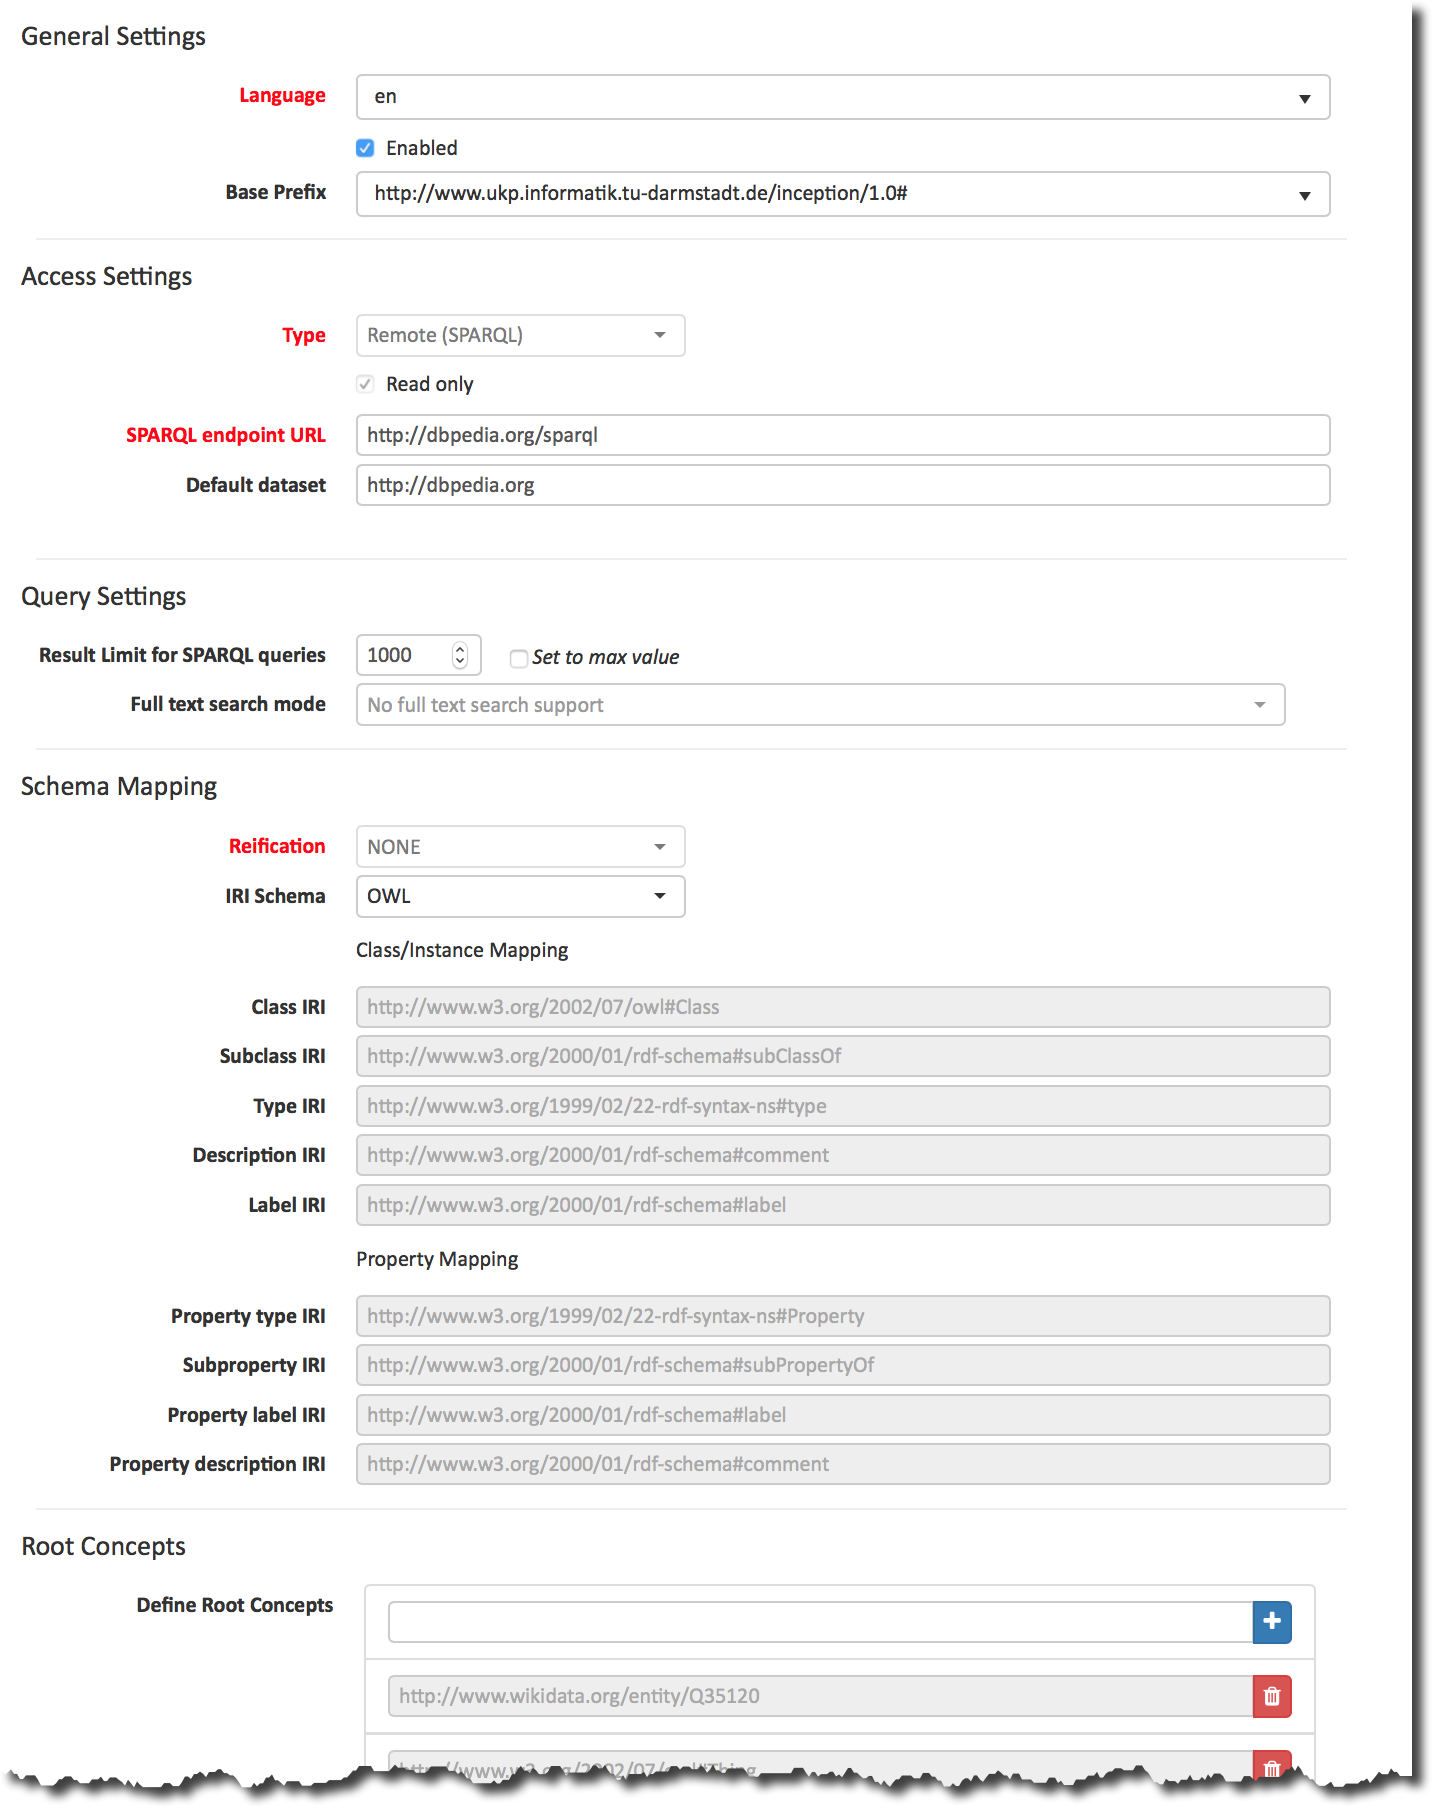 General Settings
Language
en
Enabled
Base Prefix
http://www.ukp.informatik.tu-darmstadt.de/inception/1.0#
Access Settings
Type
Remote (SPARQL)
Read only
SPARQL endpoint URL
http://dbpedia.org/sparql
Default dataset
http://dbpedia.org
Query Settings
Result Limit for SPARQL queries
1000
Set to max value
Full text search mode
No full text search support
Schema Mapping
Reification
NONE
IRI Schema
OWL
Class/Instance Mapping
Class IRI
http://www.w3.org/2002/07/owl#Class
Subclass IRI
http://www.w3.org/2000/01/rdf-schema#subClassOf
Type IRI
http://www.w3.org/1999/02/22-rdf-syntax-ns#type
Description IRI
http://www.w3.org/2000/01/rdf-schema#comment
Label IRI
http://www.w3.org/2000/01/rdf-schema#label
Property Mapping
Property type IRI
http://www.w3.org/1999/02/22-rdf-syntax-ns#Property
Subproperty IRI
http://www.w3.org/2000/01/rdf-schema#subPropertyOf
Property label IRI
http://www.w3.org/2000/01/rdf-schema#label
Property description IRI
http://www.w3.org/2000/01/rdf-schema#comment
Root Concepts
Define Root Concepts
http://www.wikidata.org/entity/Q35120